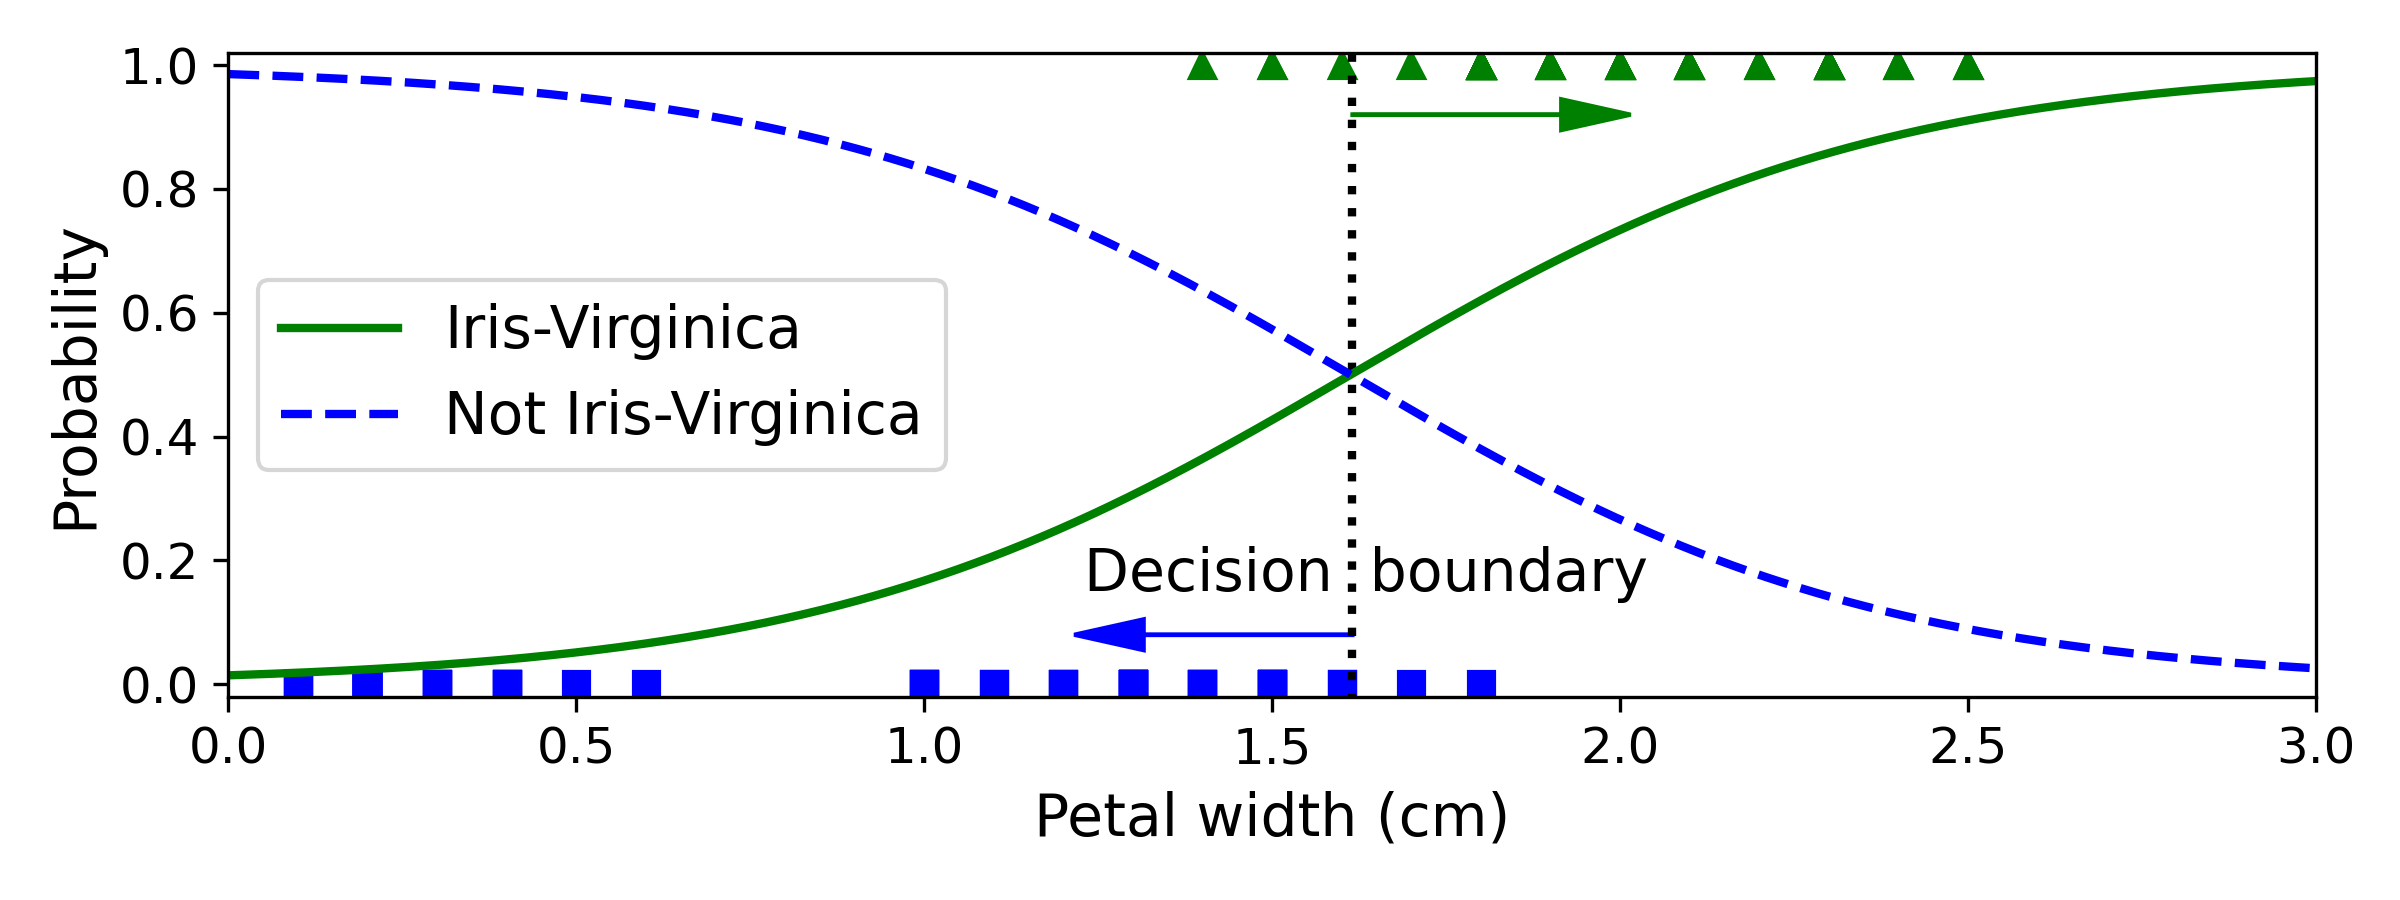 1.0
0.8
0.6
0.4
0.2
0.0
Probability
Iris-Virginica
Not Iris-Virginica
Decision boundary
0.0 0.5 1.0 1.5 2.0 2.5 3.0
Petal width (cm)